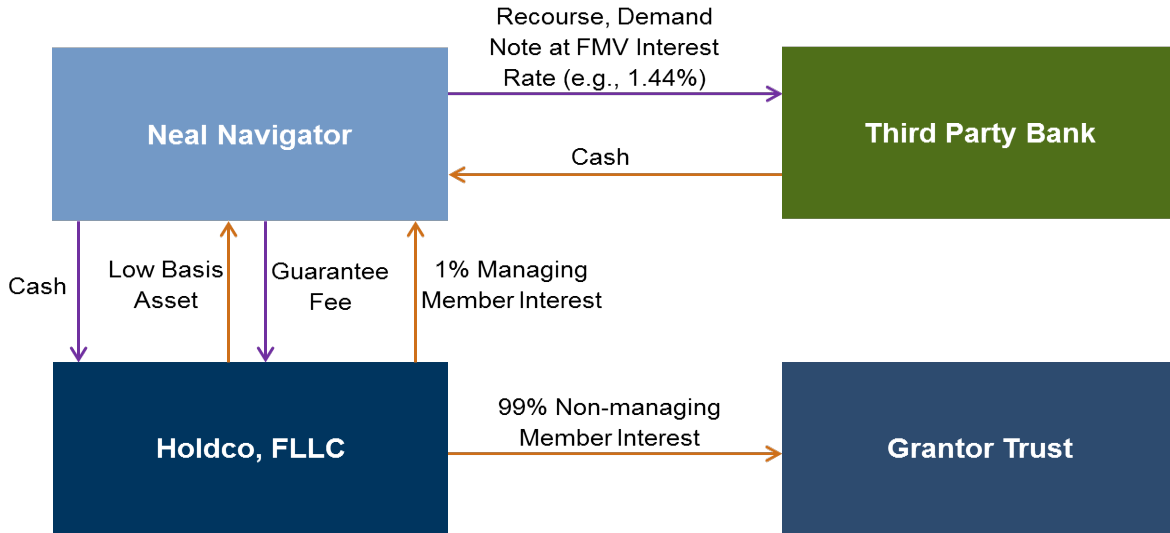 Recourse, Demand
Note at FMV Interest
Rate (e.g., 1.44%)
Neal Navigator
Third Party Bank
Cash
Cash
Low Basis
Asset
Guarantee
Fee
1% Managing
Member Interest
Holdco, FLLC
99% Non-managing
Member Interest
Grantor Trust